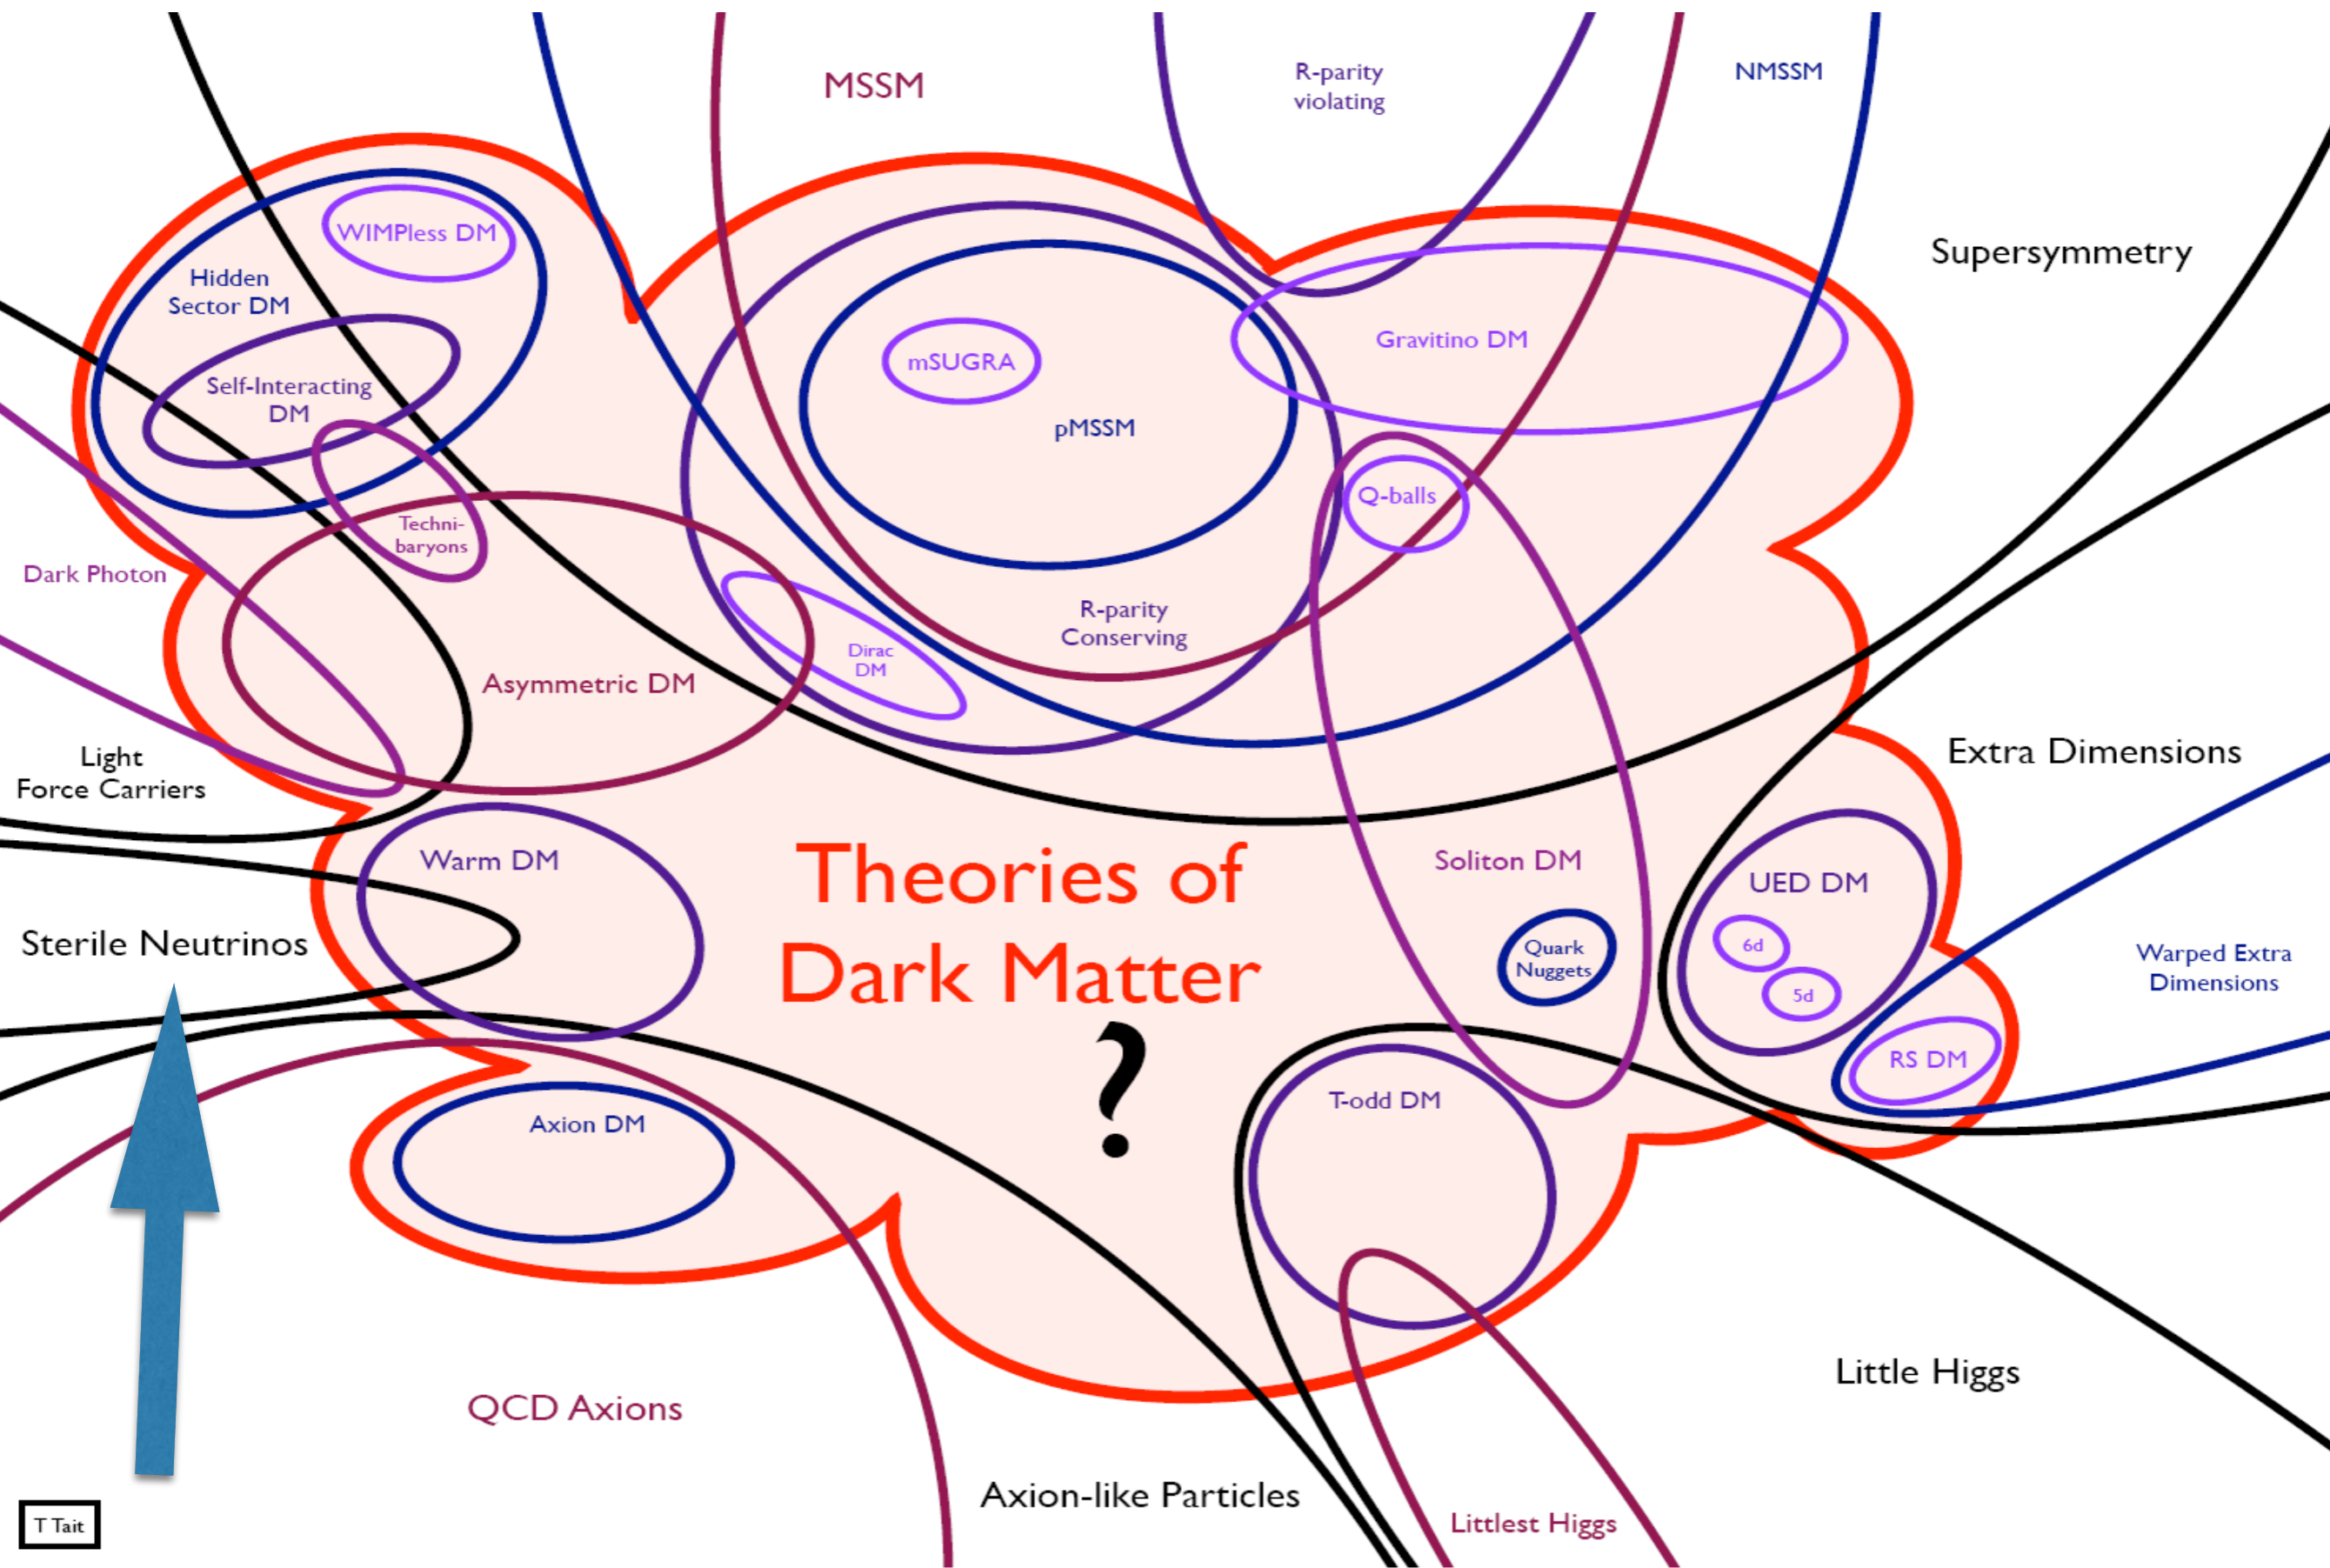 MSSM
R-parity
violating
NMSSM
Supersymmetry
WIMPless DM
Hidden
Sector DM
Self-Interacting
DM
mSUGRA
pMSSM
Gravitino DM
Q-balls
Techni-
baryons
Dark Photon
R-parity
Conserving
Dirac
DM
Asymmetric DM
Light
Force Carriers
Extra Dimensions
Warm DM
Theories of
Dark Matter
?
Soliton DM
UED DM
6d
5d
Quark
Nuggets
Sterile Neutrinos
Warped Extra
Dimensions
RS DM
T-odd DM
Axion DM
Little Higgs
QCD Axions
Axion-like Particles
Littlest Higgs
T Tait